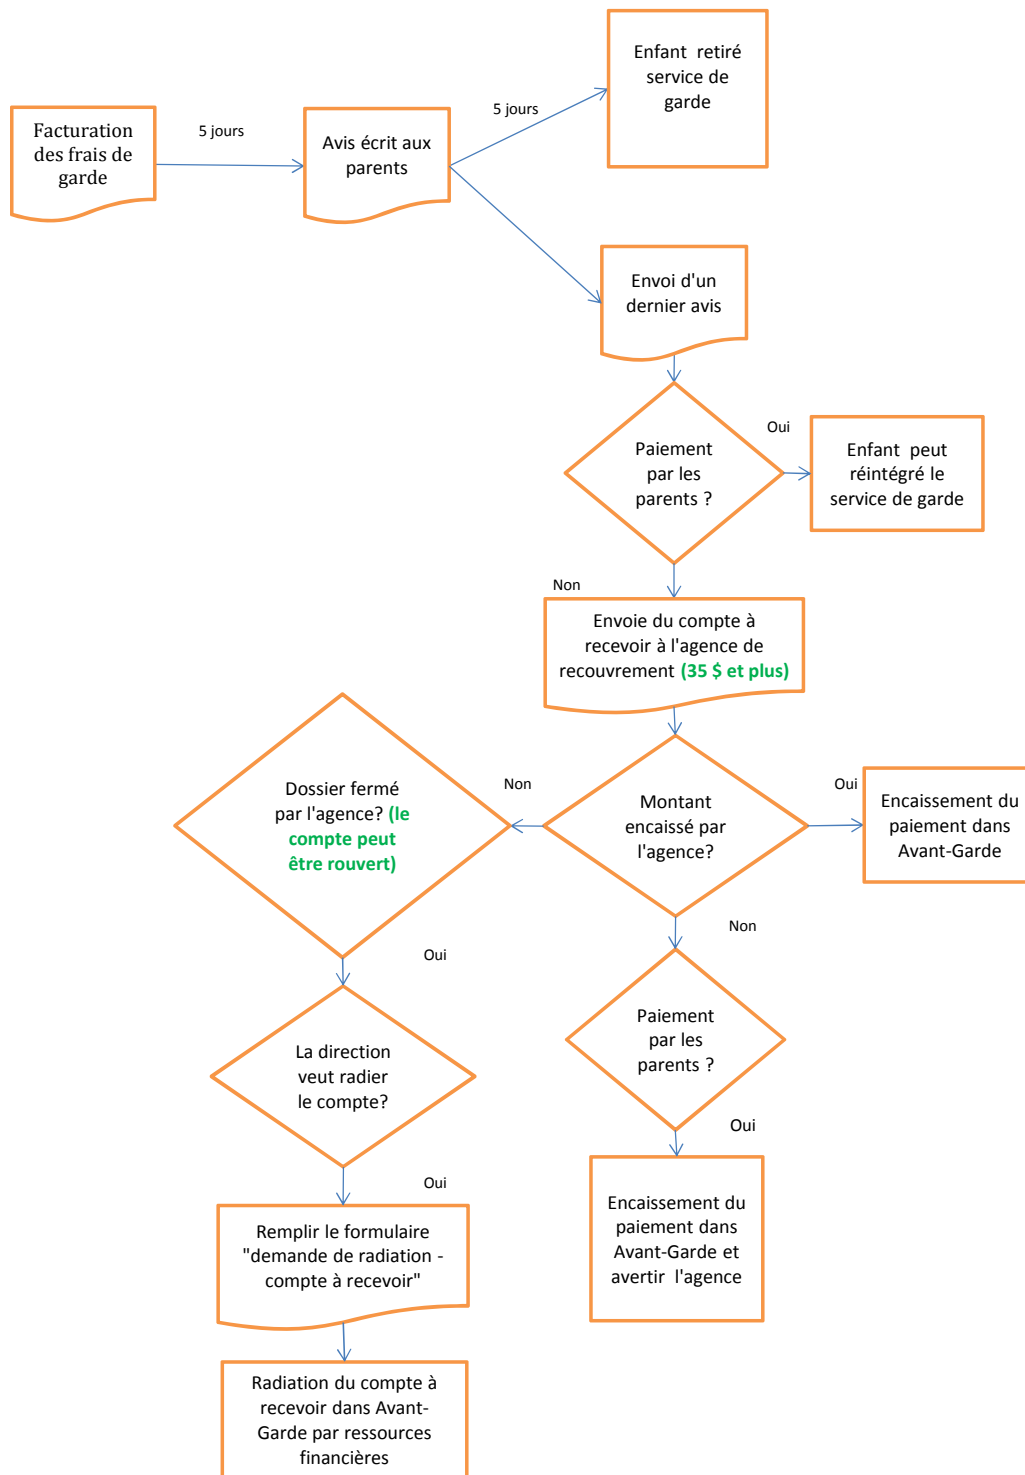 Enfant retiré
service de
garde
Facturation
des frais de
garde
5 jours
Avis écrit aux
parents
5 jours
Envoi d'un
dernier avis
Paiement
par les
parents ?
Oui
Enfant peut
réintégré le
service de garde
Non
Envoie du compte à
recevoir à l'agence de
recouvrement (35 $ et plus)
Dossier fermé
par l'agence? (le
compte peut
être rouvert)
Non
Montant
encaissé par
l'agence?
Oui
Encaissement du
paiement dans
Avant-Garde
Oui
Non
La direction
veut radier
le compte?
Paiement
par les
parents ?
Oui
Oui
Remplir le formulaire
"demande de radiation -
compte à recevoir"
Encaissement du
paiement dans
Avant-Garde et
avertir l'agence
Radiation du compte à
recevoir dans Avant-
Garde par ressources
financières